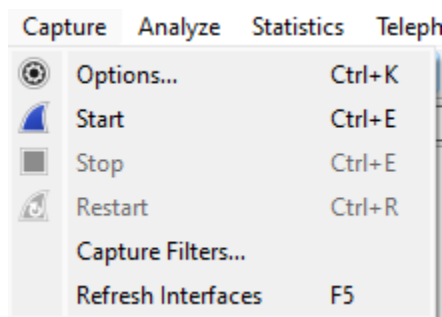 Capture Analyze Statistics Teleph
Options... Ctrl+K
Start Ctrl+E
Stop Ctrl+E
Restart Ctrl+R
Capture Filters...
Refresh Interfaces F5